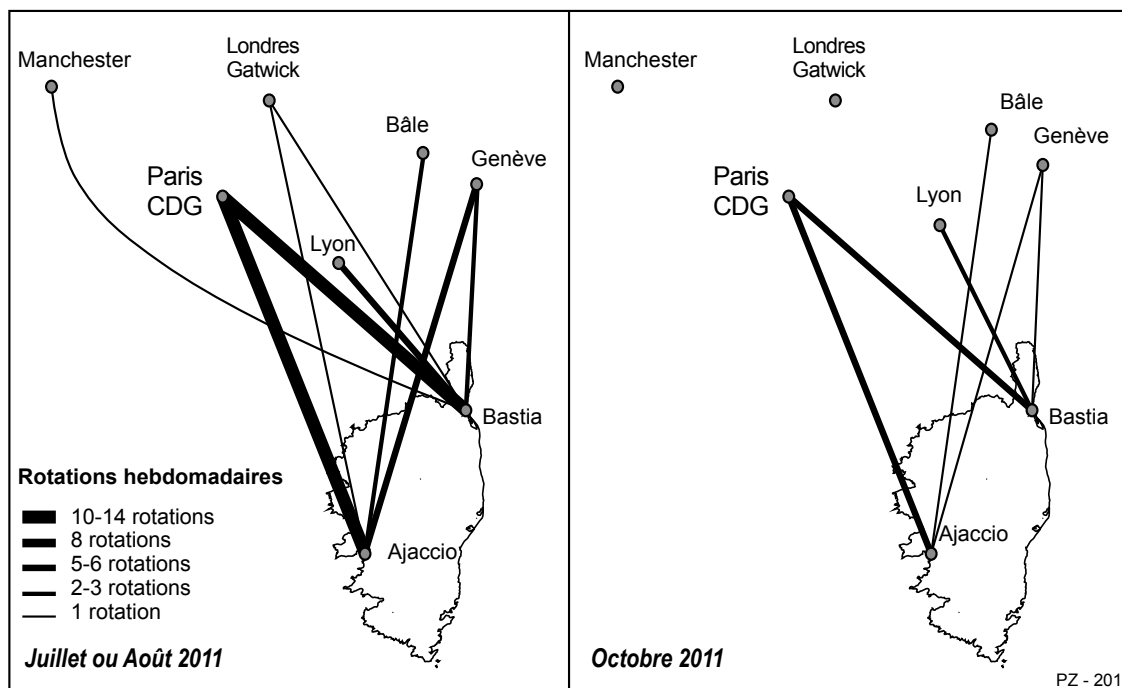 Manchester
Londres
Gatwick
Bâle
Genève
Paris
CDG
Lyon
Bastia
Ajaccio
Rotations hebdomadaires
10-14 rotations
8 rotations
5-6 rotations
2-3 rotations
1 rotation
Juillet ou Août 2011
Manchester
Londres
Gatwick
Bâle
Genève
Paris
CDG
Lyon
Bastia
Ajaccio
Octobre 2011
PZ - 201